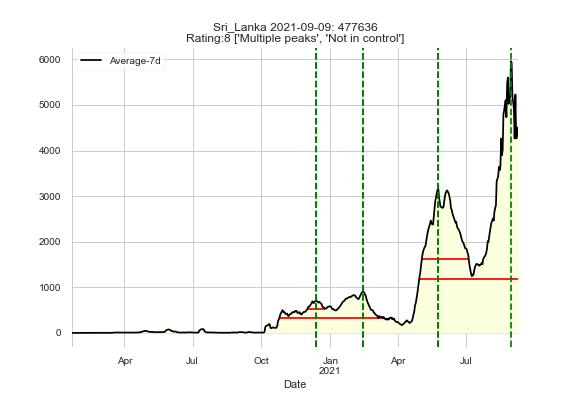 Sri_Lanka 2021-09-09: 477636
Rating:8 ['Multiple peaks', 'Not in control']
Average-7d
6000
5000
4000
3000
2000
1000
0
Apr Jul Oct Jan Apr Jul
2021
Date